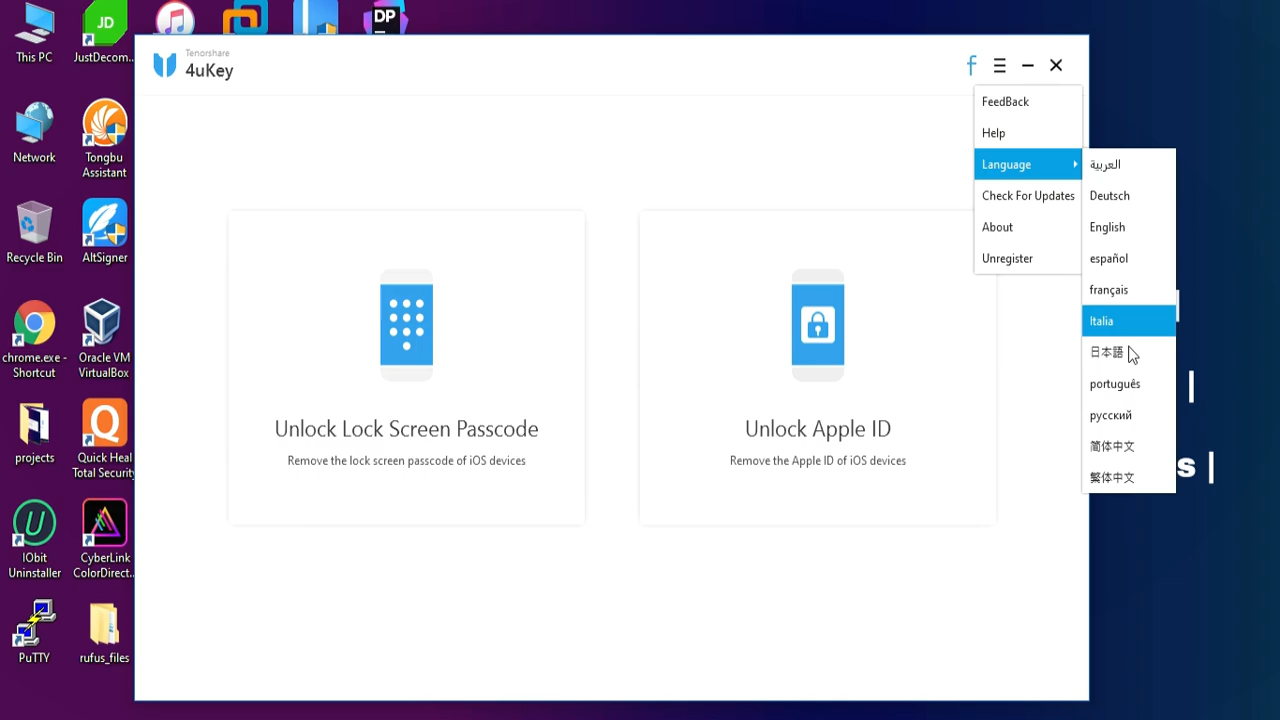 This PC
JD
JustDecom...
DP
Network
Tongbu
Assistant
Recycle Bin
AltSigner
chrome.exe -
Shortcut
Oracle VM
VirtualBox
projects
Quick Heal
Total Security
IObit
Uninstaller
CyberLink
ColorDirect...
PuTTY
rufus_files
Tenorshare
4uKey
FeedBack
Help
Language
Check For Updates
About
Unregister
العربية
Deutsch
English
español
français
Italia
日本語
português
русский
简体中文
繁体中文
Unlock Lock Screen Passcode
Remove the lock screen passcode of iOS devices
Unlock Apple ID
Remove the Apple ID of iOS devices
s |